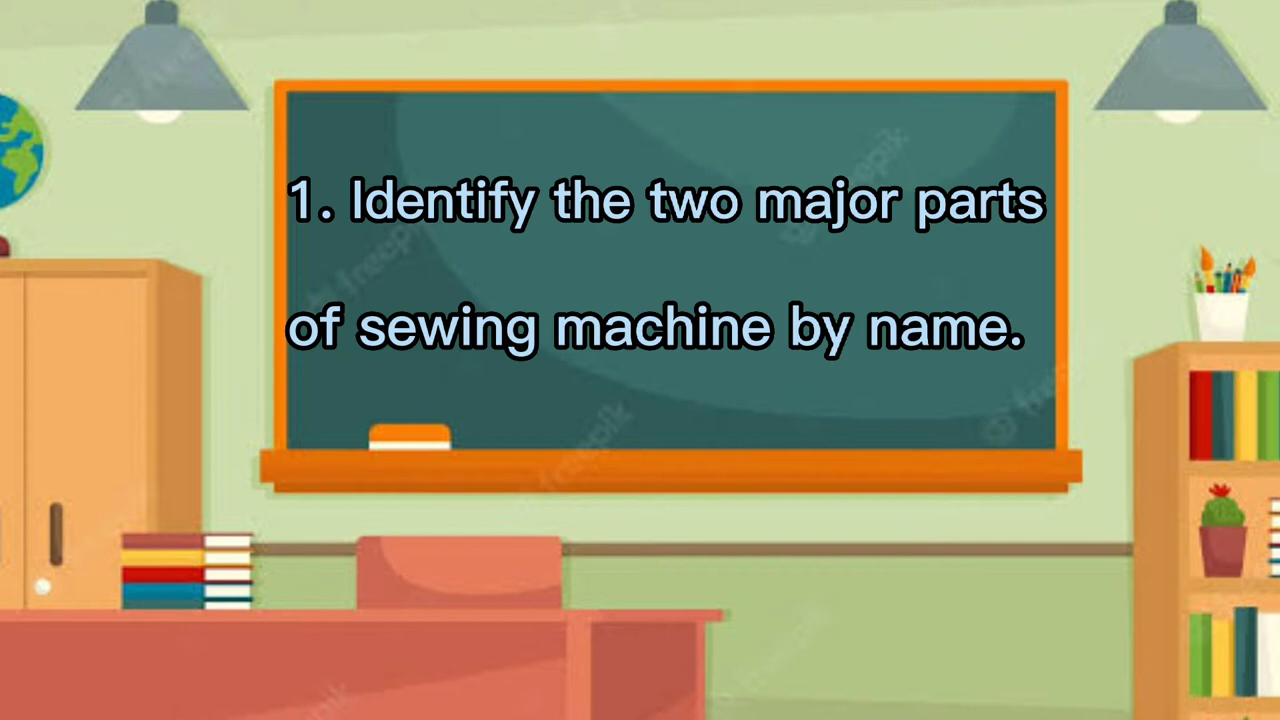 1. Identify the two major parts
of sewing machine by name.